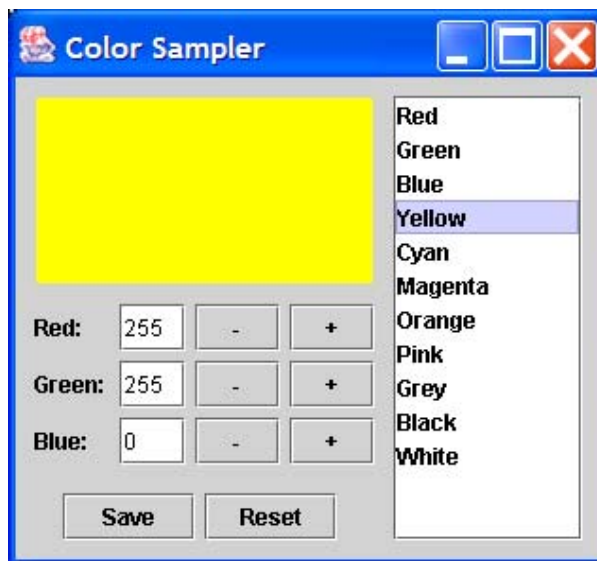 Color Sampler
Red
Green
Blue
Yellow
Cyan
Magenta
Orange
Pink
Grey
Black
White
Red: 255 - +
Green: 255 - +
Blue: 0 - +
Save Reset